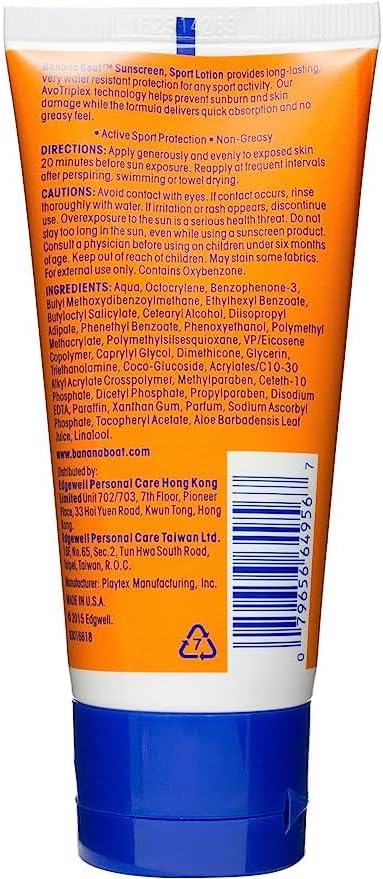 Banana Boat™ Sunscreen, Sport Lotion provides long-lasting,
very water resistant protection for any sport activity. Our
AvoTriplex technology helps prevent sunburn and skin
damage while the formula delivers quick absorption and no
greasy feel.
• Active Sport Protection • Non-Greasy
DIRECTIONS: Apply generously and evenly to exposed skin
20 minutes before sun exposure. Reapply at frequent intervals
after perspiring, swimming or towel drying.
CAUTIONS: Avoid contact with eyes. If contact occurs, rinse
thoroughly with water. If irritation or rash appears, discontinue
use. Overexposure to the sun is a serious health threat. Do not
stay too long in the sun, even while using a sunscreen product.
Consult a physician before using on children under six months
of age. Keep out of reach of children. May stain some fabrics.
For external use only. Contains Oxybenzone.
INGREDIENTS: Aqua, Octocrylene, Benzophenone-3,
Butyl Methoxydibenzoylmethane, Ethylhexyl Benzoate,
Butyloctyl Salicylate, Cetearyl Alcohol, Diisopropyl
Adipate, Phenethyl Benzoate, Phenoxyethanol, Polymethyl
Methacrylate, Polymethylsilsesquioxane, VP/Eicosene
Copolymer, Caprylyl Glycol, Dimethicone, Glycerin,
Triethanolamine, Coco-Glucoside, Acrylates/C10-30
Alkyl Acrylate Crosspolymer, Methylparaben, Ceteth-10
Phosphate, Dicetyl Phosphate, Propylparaben, Disodium
EDTA, Paraffin, Xanthan Gum, Parfum, Sodium Ascorbyl
Phosphate, Tocopheryl Acetate, Aloe Barbadensis Leaf
Juice, Linalool.
www.bananaboat.com
Distributed by:
Edgewell Personal Care Hong Kong
Limited Unit 702/703, 7th Floor, Pioneer
Place, 33 Hoi Yuen Road, Kwun Tong, Hong
Kong.
Edgewell Personal Care Taiwan Ltd.
No. 65, Sec. 2, Tun Hwa South Road,
Taipei, Taiwan, R.O.C.
Manufacturer: Playtex Manufacturing, Inc.
MADE IN U.S.A.
© 2015 Edgwell.
7
0 79656 64956 7